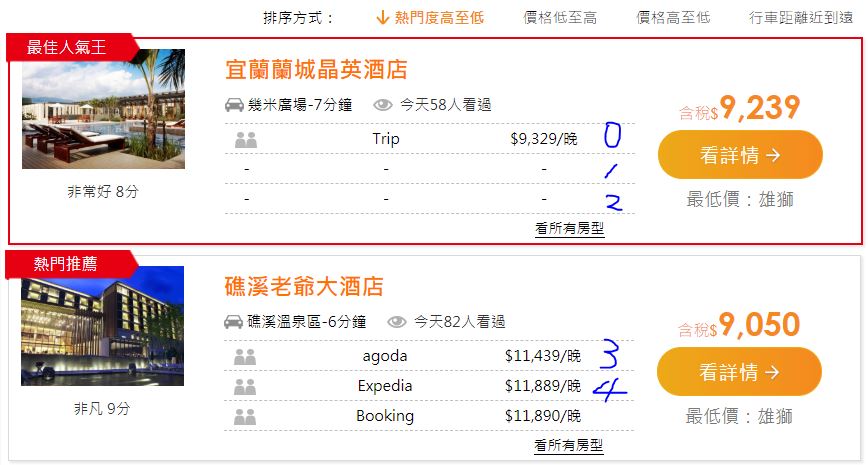 排序方式： 熱門度高至低 價格低至高 價格高至低 行車距離近到遠
最佳人氣王
宜蘭蘭城晶英酒店
幾米廣場-7分鐘 今天58人看過
含稅$9,239
Trip $9,329/晚 0
看詳情→
- - - 1
非常好 8分
最低價：雄獅
- - - 2
看所有房型
熱門推薦
礁溪老爺大酒店
礁溪溫泉區-6分鐘 今天82人看過
含稅$9,050
agoda $11,439/晚 3
看詳情→
Expedia $11,889/晚 4
非凡 9分
Booking $11,890/晚
最低價：雄獅
看所有房型